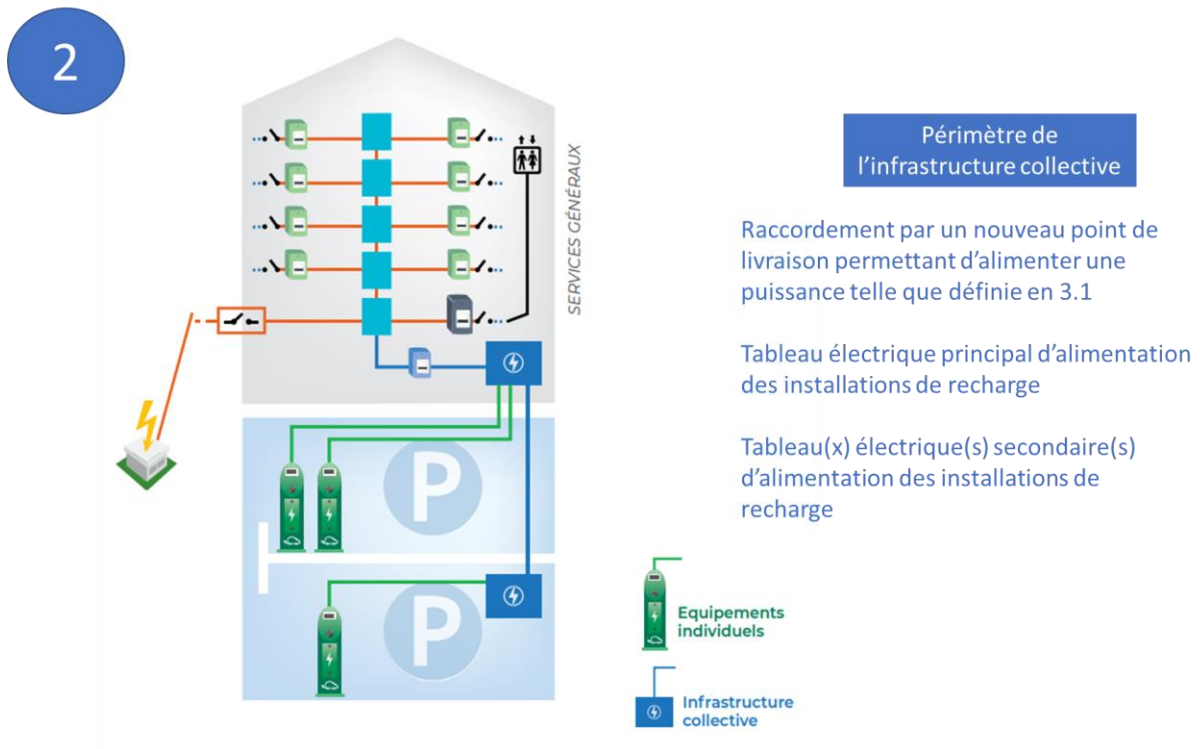 2
SERVICES GÉNÉRAUX
P
P
Périmètre de
l’infrastructure collective
Raccordement par un nouveau point de
livraison permettant d’alimenter une
puissance telle que définie en 3.1
Tableau électrique principal d’alimentation
des installations de recharge
Tableau(x) électrique(s) secondaire(s)
d’alimentation des installations de
recharge
Equipements
individuels
Infrastructure
collective